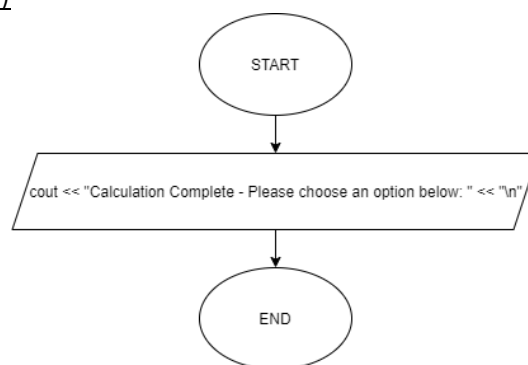 START
cout << "Calculation Complete - Please choose an option below: " << "\n"
END